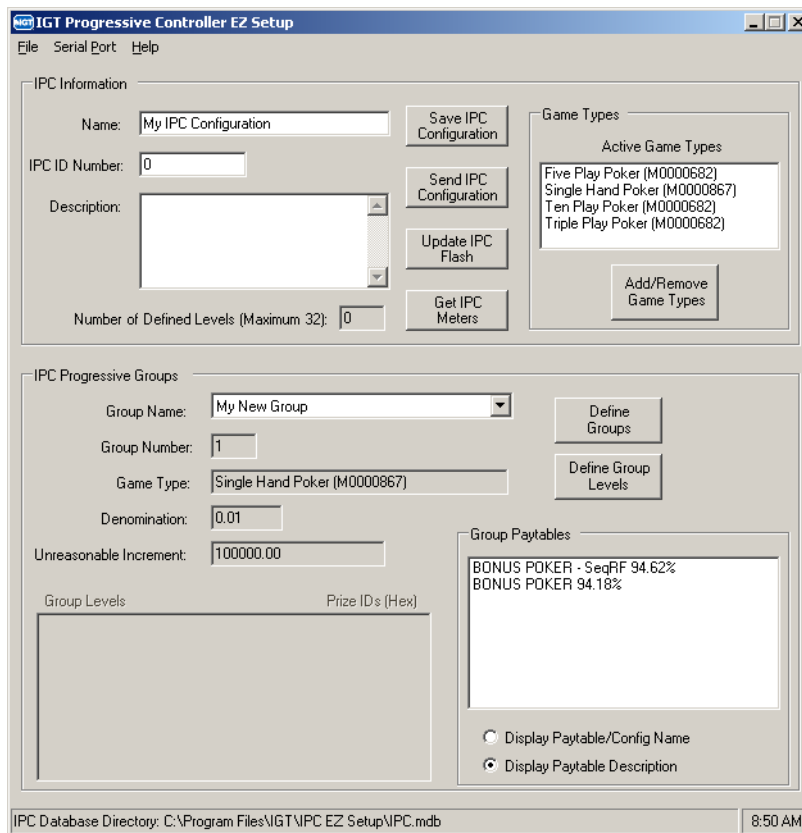 IGT IGT Progressive Controller EZ Setup
File Serial Port Help
IPC Information
Name: My IPC Configuration
Save IPC Configuration
IPC ID Number: 0
Send IPC Configuration
Description:
Update IPC Flash
Get IPC Meters
Number of Defined Levels (Maximum 32): 0
Game Types
Active Game Types
Five Play Poker (M0000682)
Single Hand Poker (M0000867)
Ten Play Poker (M0000682)
Triple Play Poker (M0000682)
Add/Remove Game Types
IPC Progressive Groups
Group Name: My New Group
Define Groups
Group Number: 1
Define Group Levels
Game Type: Single Hand Poker (M0000867)
Denomination: 0.01
Unreasonable Increment: 100000.00
Group Levels Prize IDs (Hex)
Group Paytables
BONUS POKER - SeqRF 94.62%
BONUS POKER 94.18%
Display Paytable/Config Name
Display Paytable Description
IPC Database Directory: C:\Program Files\IGT\IPC EZ Setup\IPC.mdb 8:50 AM